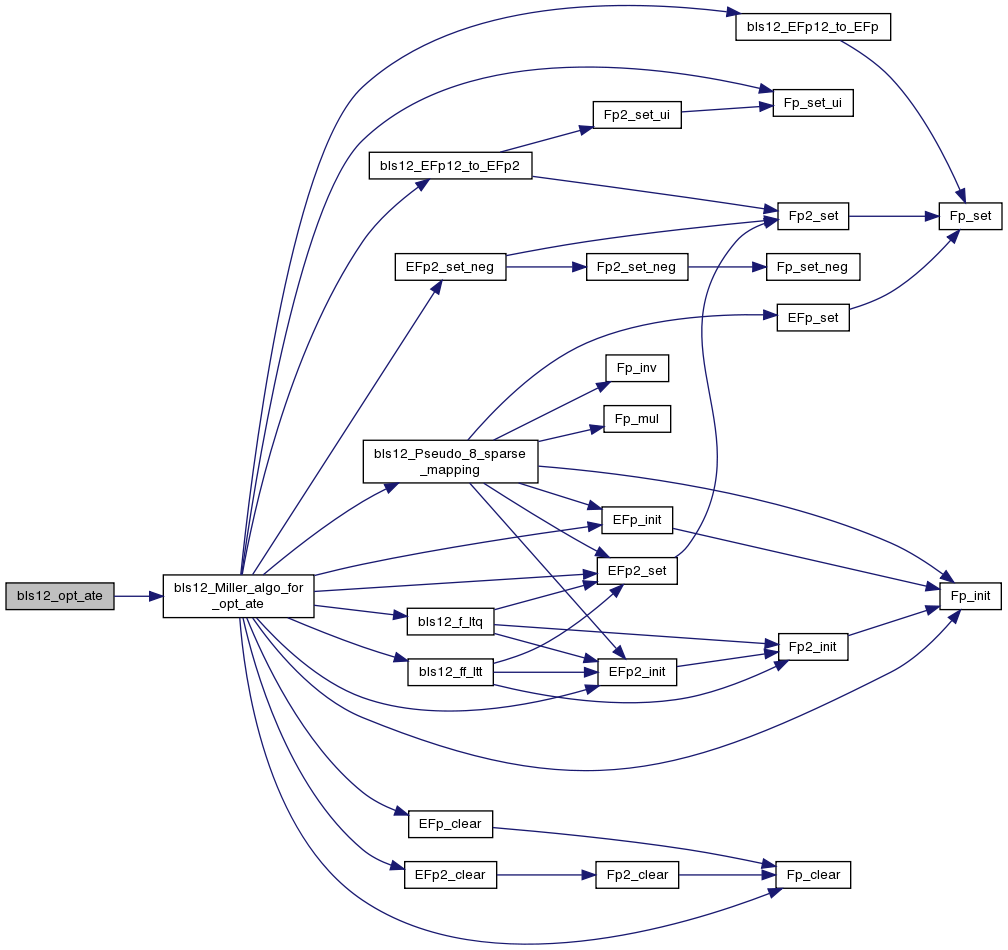 bls12_EFp12_to_EFp
Fp_set_ui
Fp2_set_ui
bls12_EFp12_to_EFp2
Fp2_set
Fp_set
EFp2_set_neg
Fp2_set_neg
Fp_set_neg
EFp_set
Fp_inv
Fp_mul
bls12_Pseudo_8_sparse
_mapping
EFp_init
EFp2_set
bls12_opt_ate
bls12_Miller_algo_for
_opt_ate
Fp_init
bls12_f_ltq
Fp2_init
bls12_ff_ltt
EFp2_init
EFp_clear
EFp2_clear
Fp2_clear
Fp_clear